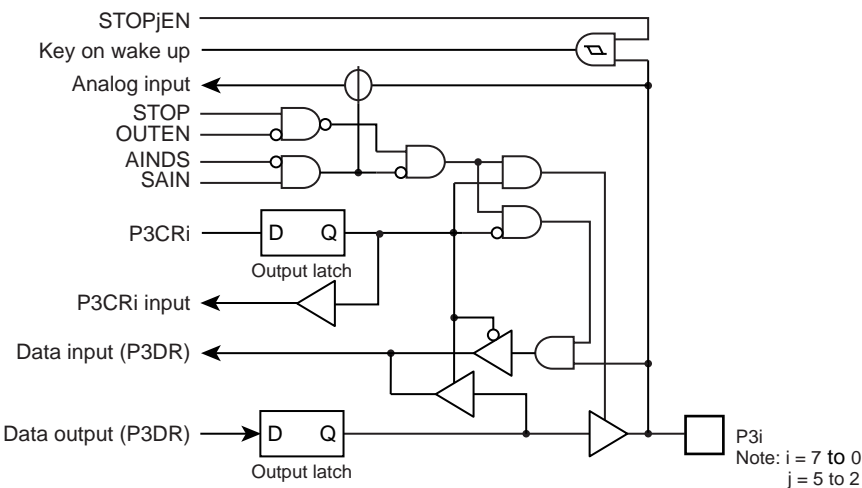 STOPjEN
Key on wake up
Analog input
STOP
OUTEN
AINDS
SAIN
P3CRi
D Q
Output latch
P3CRi input
Data input (P3DR)
Data output (P3DR)
D Q
Output latch
P3i
Note: i = 7 to 0
j = 5 to 2